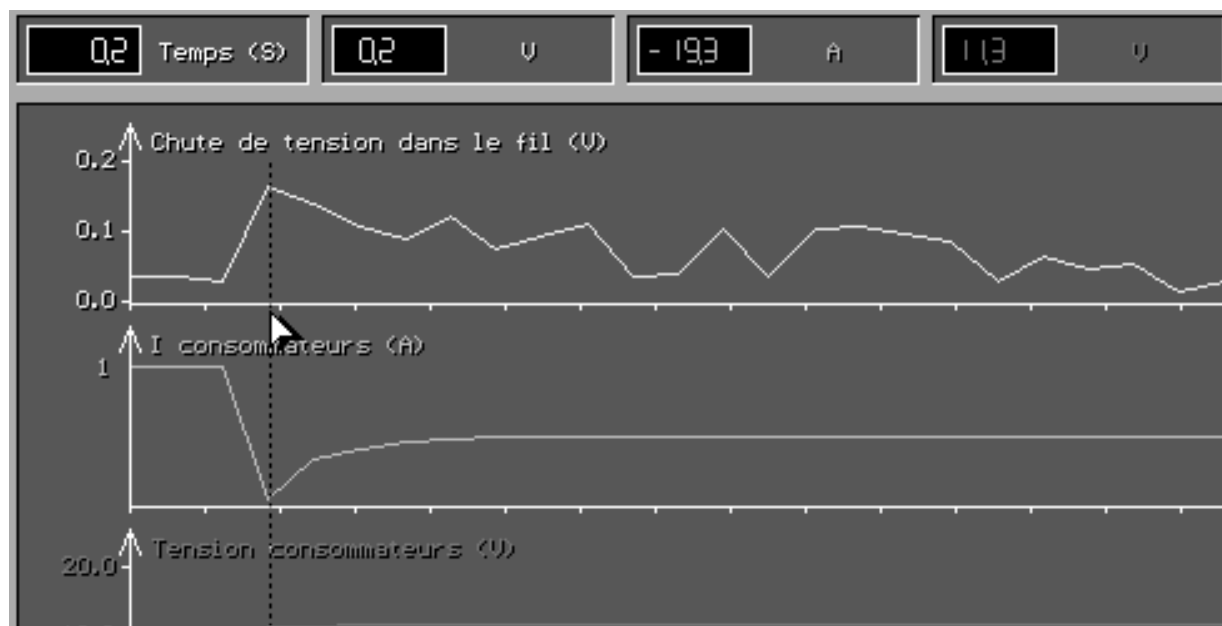 0,2 Temps (S) 0,2 V -19,3 A 11,3 V
Chute de tension dans le fil (V)
0.2
0.1
0.0
I consommateurs (A)
1
Tension consommateurs (V)
20.0